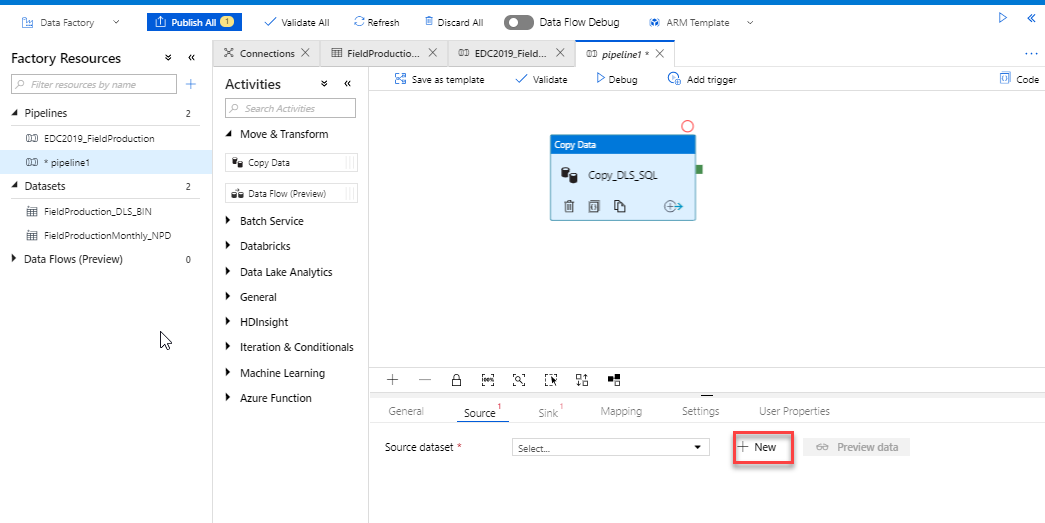 Data Factory
Publish All 1
Validate All
Refresh
Discard All
Data Flow Debug
ARM Template
Factory Resources
Filter resources by name
Pipelines 2
EDC2019_FieldProduction
* pipeline1
Datasets 2
FieldProduction_DLS_BIN
FieldProductionMonthly_NPD
Data Flows (Preview) 0
Connections
FieldProductio...
EDC2019_Field...
pipeline1 *
Activities
Search Activities
Move & Transform
Copy Data
Data Flow (Preview)
Batch Service
Databricks
Data Lake Analytics
General
HDInsight
Iteration & Conditionals
Machine Learning
Azure Function
Save as template
Validate
Debug
Add trigger
Code
Copy Data
Copy_DLS_SQL
100%
General
Source 1
Sink 1
Mapping
Settings
User Properties
Source dataset *
Select...
New
Preview data